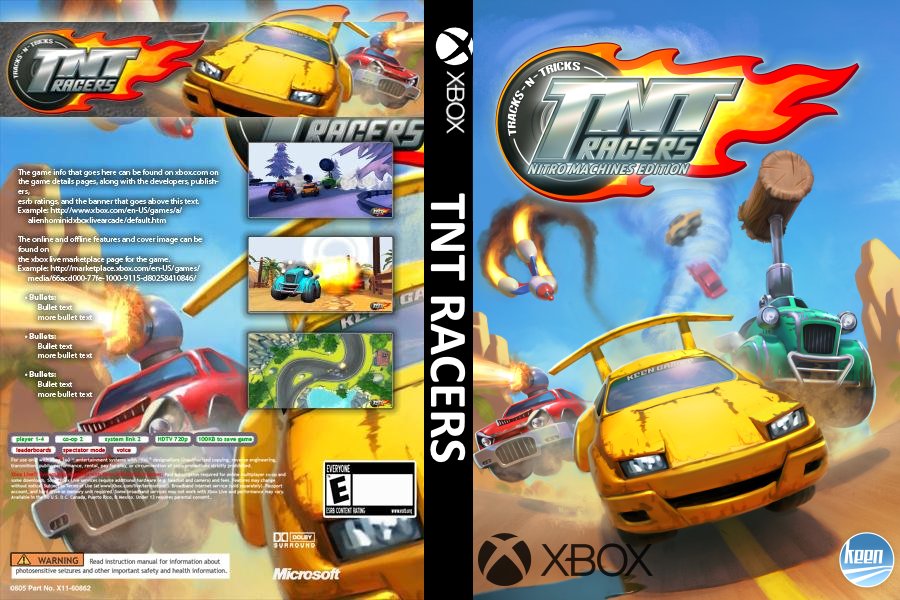 TRACKS-N-TRICKS
TNT
RACERS
RACERS
The game info that goes here can be found on xbox.com on
the game details pages, along with the developers, publish-
ers,
esrb ratings, and the banner that goes above this text.
Example: http://www.xbox.com/en-US/games/a/
alienhominidxboxlivearcade/default.htm
The online and offline features and cover image can be
found on
the xbox live marketplace page for the game.
Example: http://marketplace.xbox.com/en-US/games/
media/66acd000-77fe-1000-9115-d80258410846/
• Bullets:
Bullet text
more bullet text
• Bullets:
Bullet text
more bullet text
• Bullets:
Bullet text
more bullet text
KEEN GA
player 1-4 co-op 2 system link 2 HDTV 720p 100KB to save game
leaderboards spectator mode voice
EVERYONE
E
ESRB CONTENT RATING www.esrb.org
DOLBY
SURROUND
WARNING Read instruction manual for information about
photosensitive seizures and other important safety and health information.
Microsoft
0805 Part No. X11-60862
XBOX
TNT RACERS
TRACKS-N-TRICKS
TNT
RACERS
NITRO MACHINES EDITION
KEEN GAM
XBOX
keen